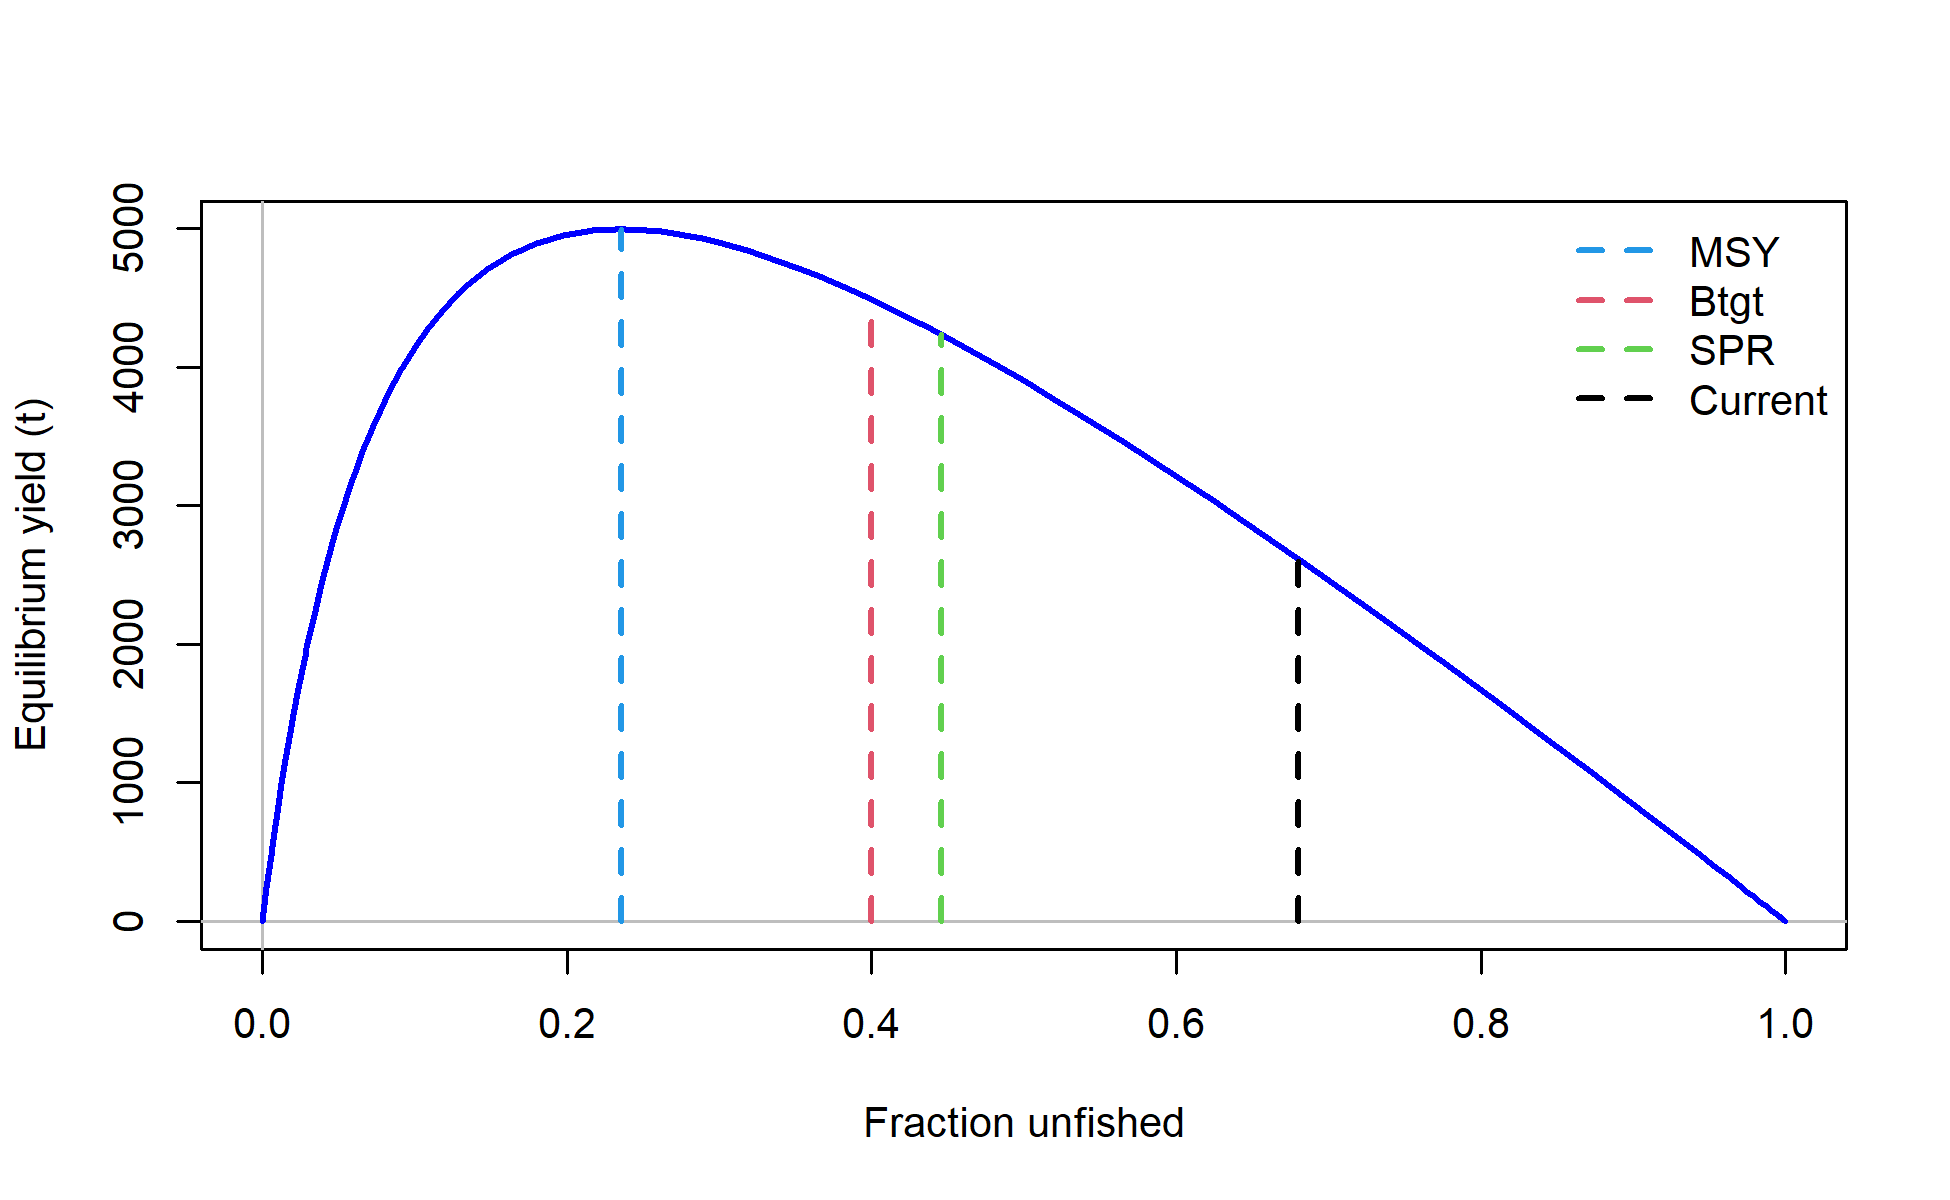 MSY
Btgt
SPR
Current
Equilibrium yield (t)
5000
4000
3000
2000
1000
0
0.0 0.2 0.4 0.6 0.8 1.0
Fraction unfished